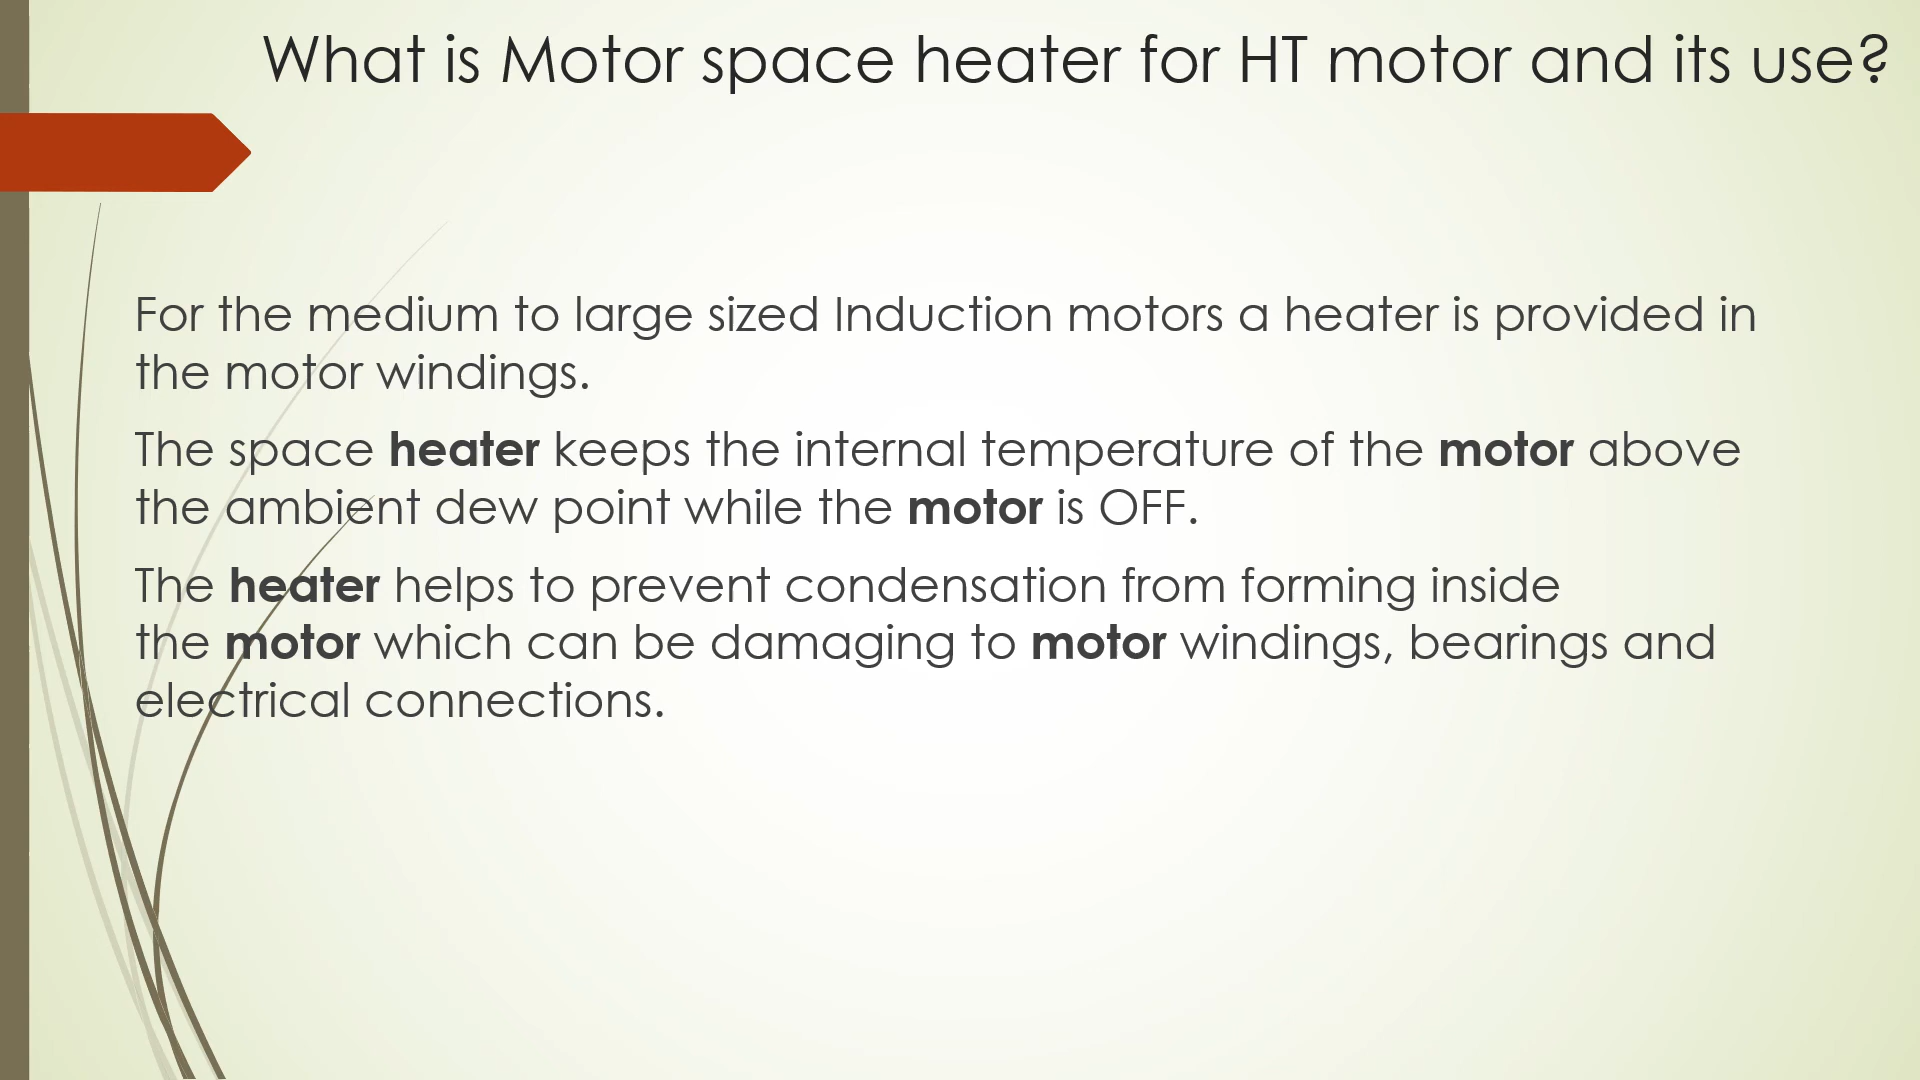 What is Motor space heater for HT motor and its use?
For the medium to large sized Induction motors a heater is provided in
the motor windings.
The space heater keeps the internal temperature of the motor above
the ambient dew point while the motor is OFF.
The heater helps to prevent condensation from forming inside
the motor which can be damaging to motor windings, bearings and
electrical connections.